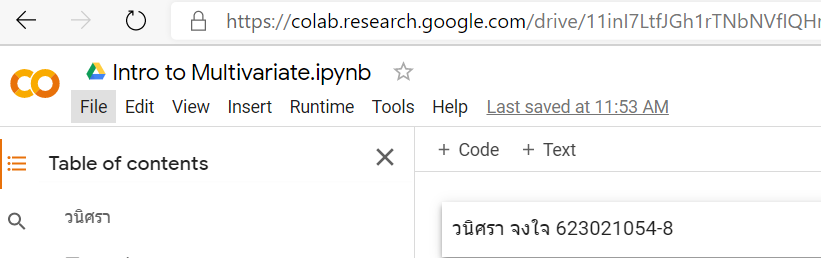 https://colab.research.google.com/drive/11inI7LtfJGh1rTNbNVfIQH
Intro to Multivariate.ipynb
File Edit View Insert Runtime Tools Help Last saved at 11:53 AM
Table of contents
+ Code + Text
วนิศรา
วนิศรา จงใจ 623021054-8